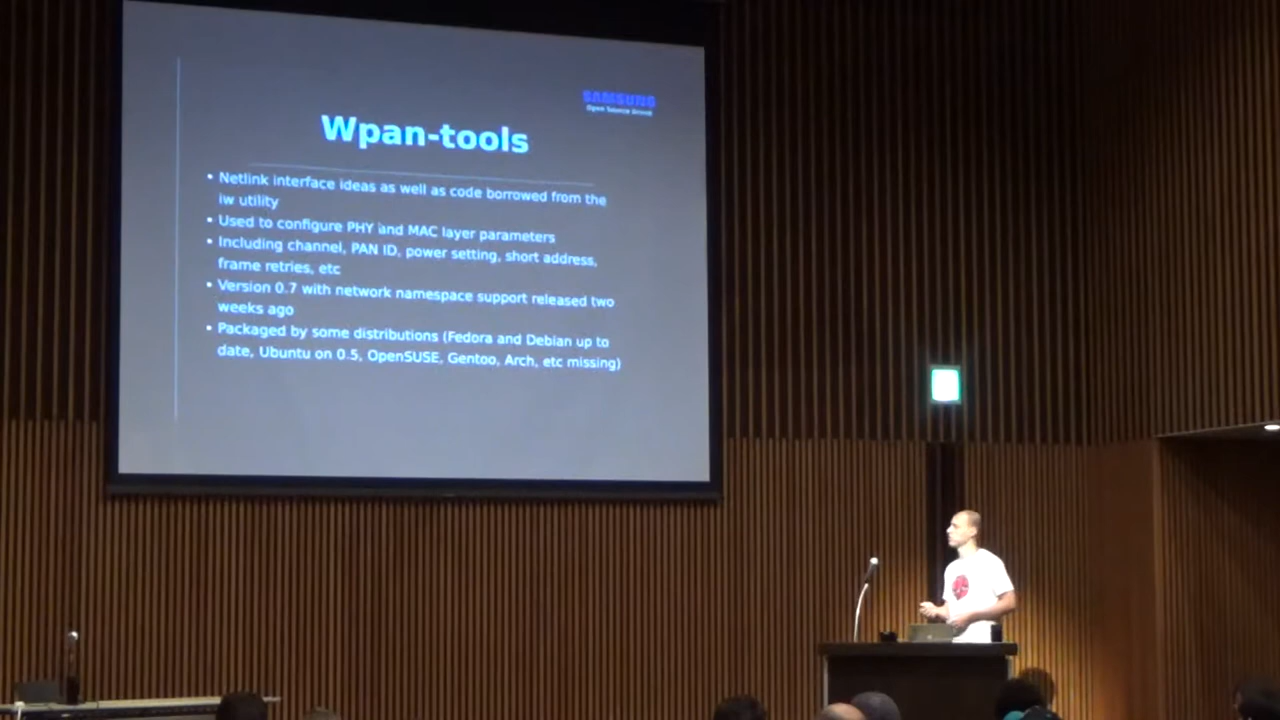 SAMSUNG
Open Source Group
Wpan-tools
• Netlink interface ideas as well as code borrowed from the
iw utility
• Used to configure PHY and MAC layer parameters
• Including channel, PAN ID, power setting, short address,
frame retries, etc
• Version 0.7 with network namespace support released two
weeks ago
• Packaged by some distributions (Fedora and Debian up to
date, Ubuntu on 0.5, OpenSUSE, Gentoo, Arch, etc missing)